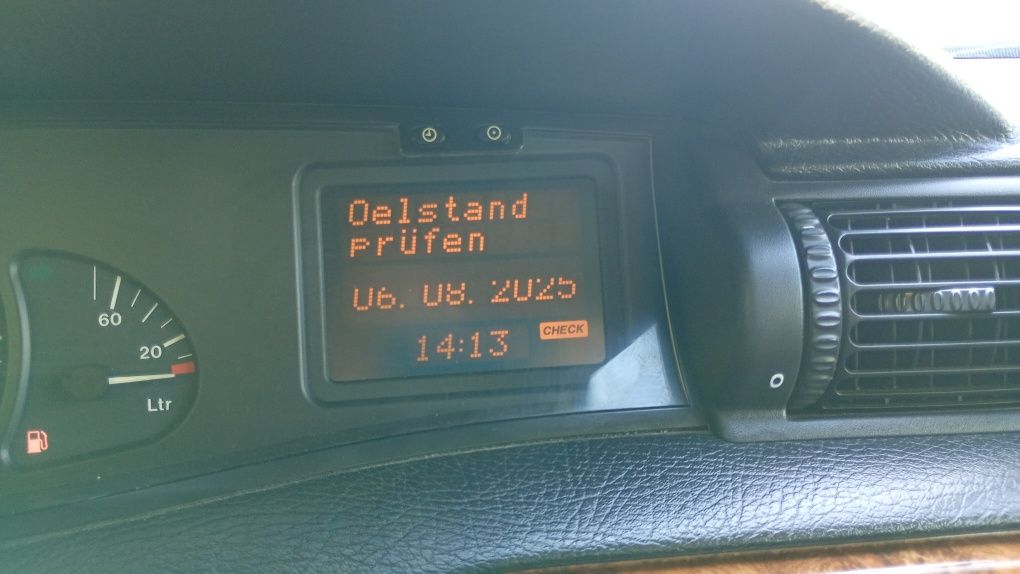 Oelstand
prüfen
06. 08. 2025
14:13
CHECK
60
20
Ltr